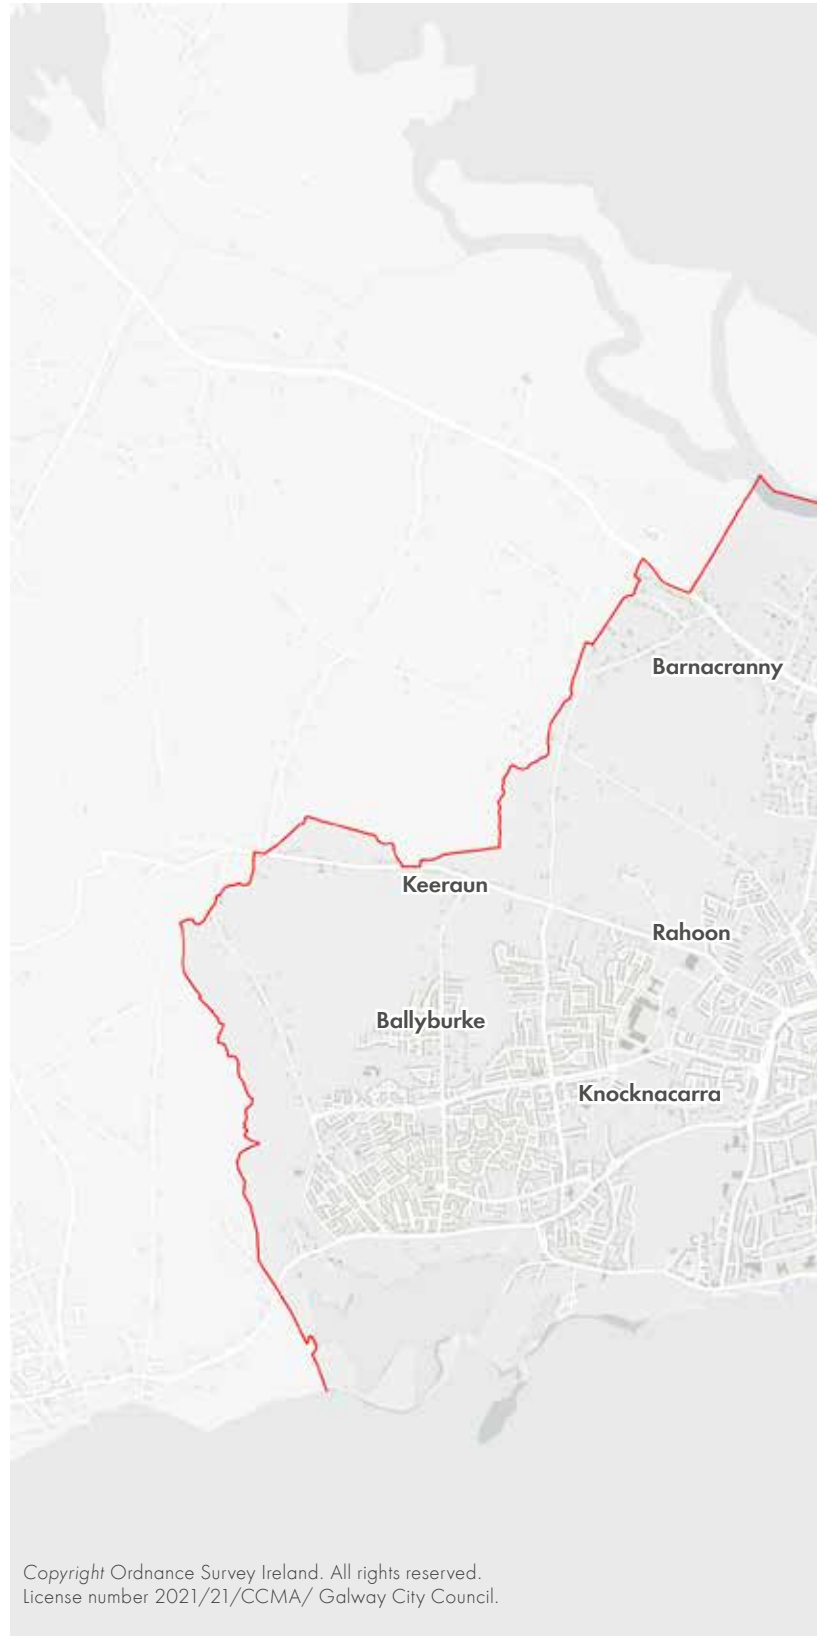 Barnacranny
Keeraun
Rahoon
Ballyburke
Knocknacarra
Copyright Ordnance Survey Ireland. All rights reserved.
License number 2021/21/CCMA/ Galway City Council.